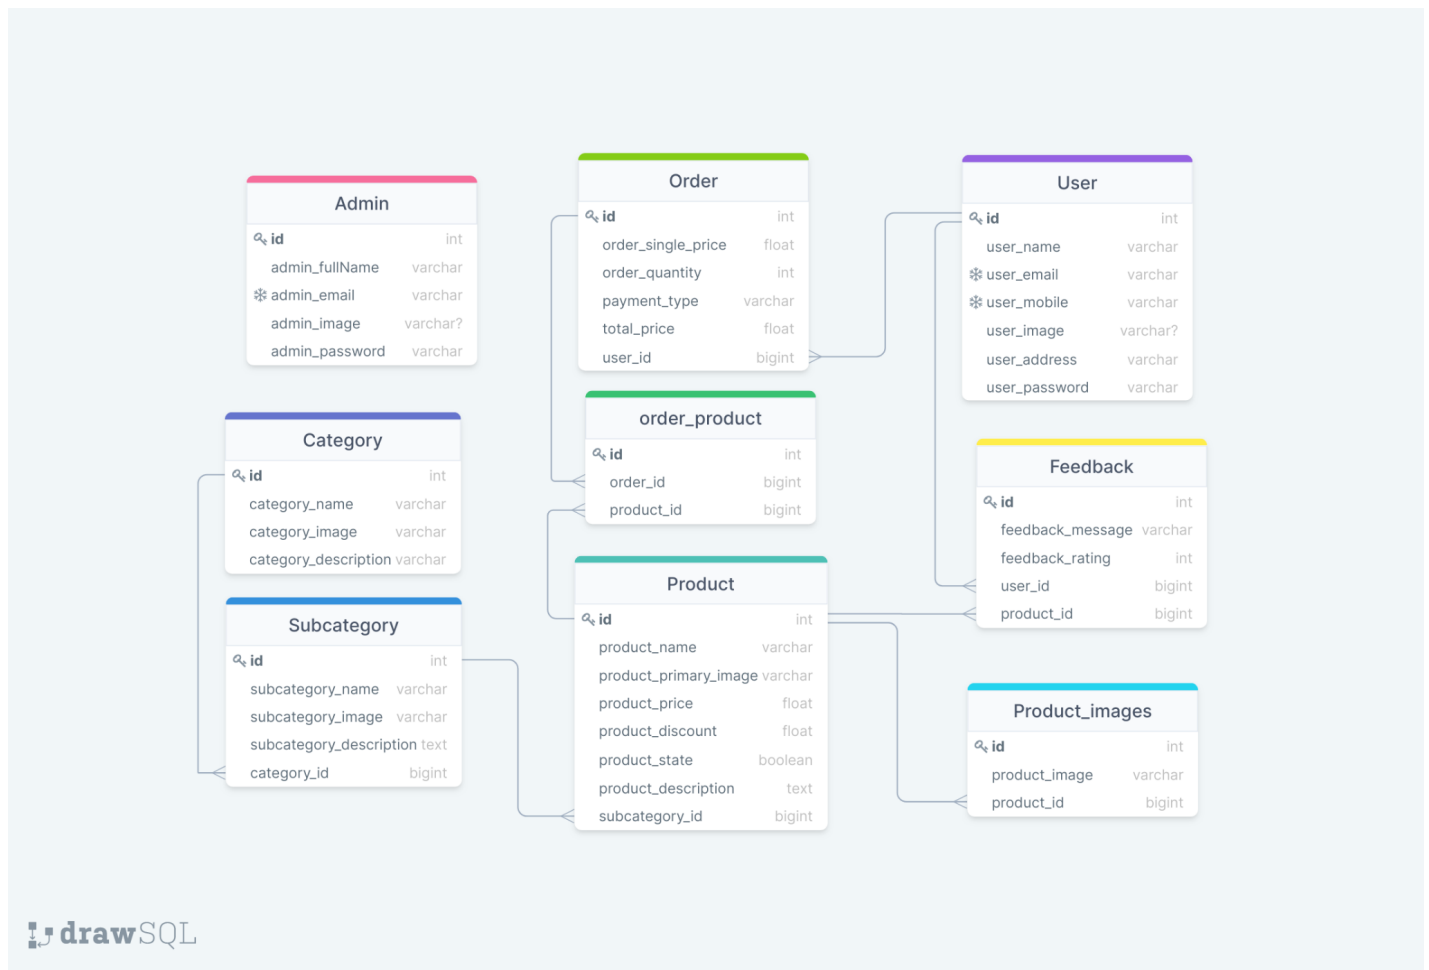 Admin
id int
admin_fullName varchar
admin_email varchar
admin_image varchar?
admin_password varchar
Order
id int
order_single_price float
order_quantity int
payment_type varchar
total_price float
user_id bigint
User
id int
user_name varchar
user_email varchar
user_mobile varchar
user_image varchar?
user_address varchar
user_password varchar
Category
id int
category_name varchar
category_image varchar
category_description varchar
order_product
id int
order_id bigint
product_id bigint
Feedback
id int
feedback_message varchar
feedback_rating int
user_id bigint
product_id bigint
Subcategory
id int
subcategory_name varchar
subcategory_image varchar
subcategory_description text
category_id bigint
Product
id int
product_name varchar
product_primary_image varchar
product_price float
product_discount float
product_state boolean
product_description text
subcategory_id bigint
Product_images
id int
product_image varchar
product_id bigint
drawSQL